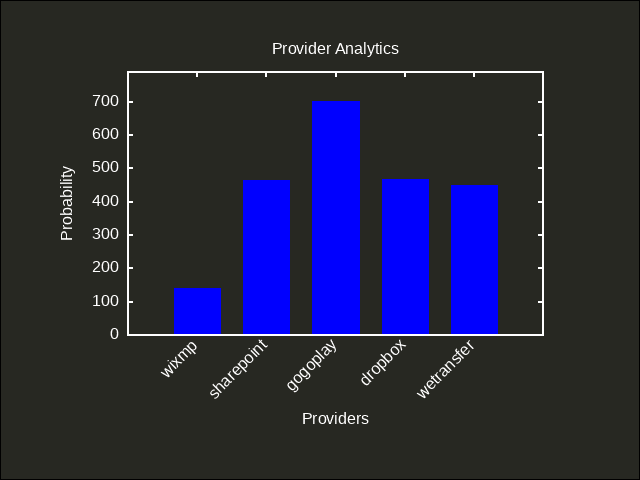 Provider Analytics
700
600
500
400
300
200
100
0
Probability
wixmp
sharepoint
gogoplay
dropbox
wetransfer
Providers